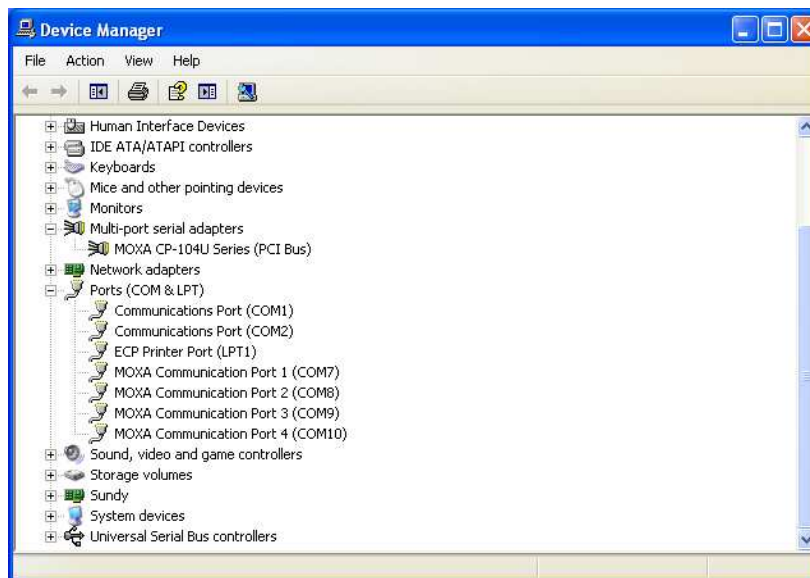 Device Manager
File Action View Help
Human Interface Devices
IDE ATA/ATAPI controllers
Keyboards
Mice and other pointing devices
Monitors
Multi-port serial adapters
MOXA CP-104U Series (PCI Bus)
Network adapters
Ports (COM & LPT)
Communications Port (COM1)
Communications Port (COM2)
ECP Printer Port (LPT1)
MOXA Communication Port 1 (COM7)
MOXA Communication Port 2 (COM8)
MOXA Communication Port 3 (COM9)
MOXA Communication Port 4 (COM10)
Sound, video and game controllers
Storage volumes
Sundy
System devices
Universal Serial Bus controllers